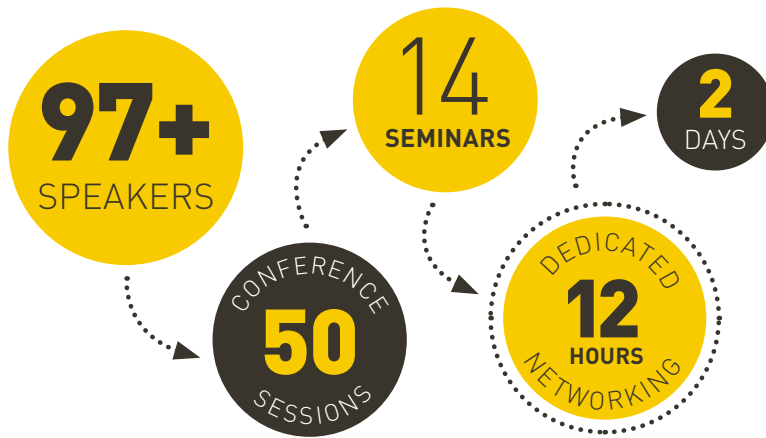 97+
SPEAKERS
CONFERENCE
50
SESSIONS
14
SEMINARS
DEDICATED
12
HOURS
NETWORKING
2
DAYS